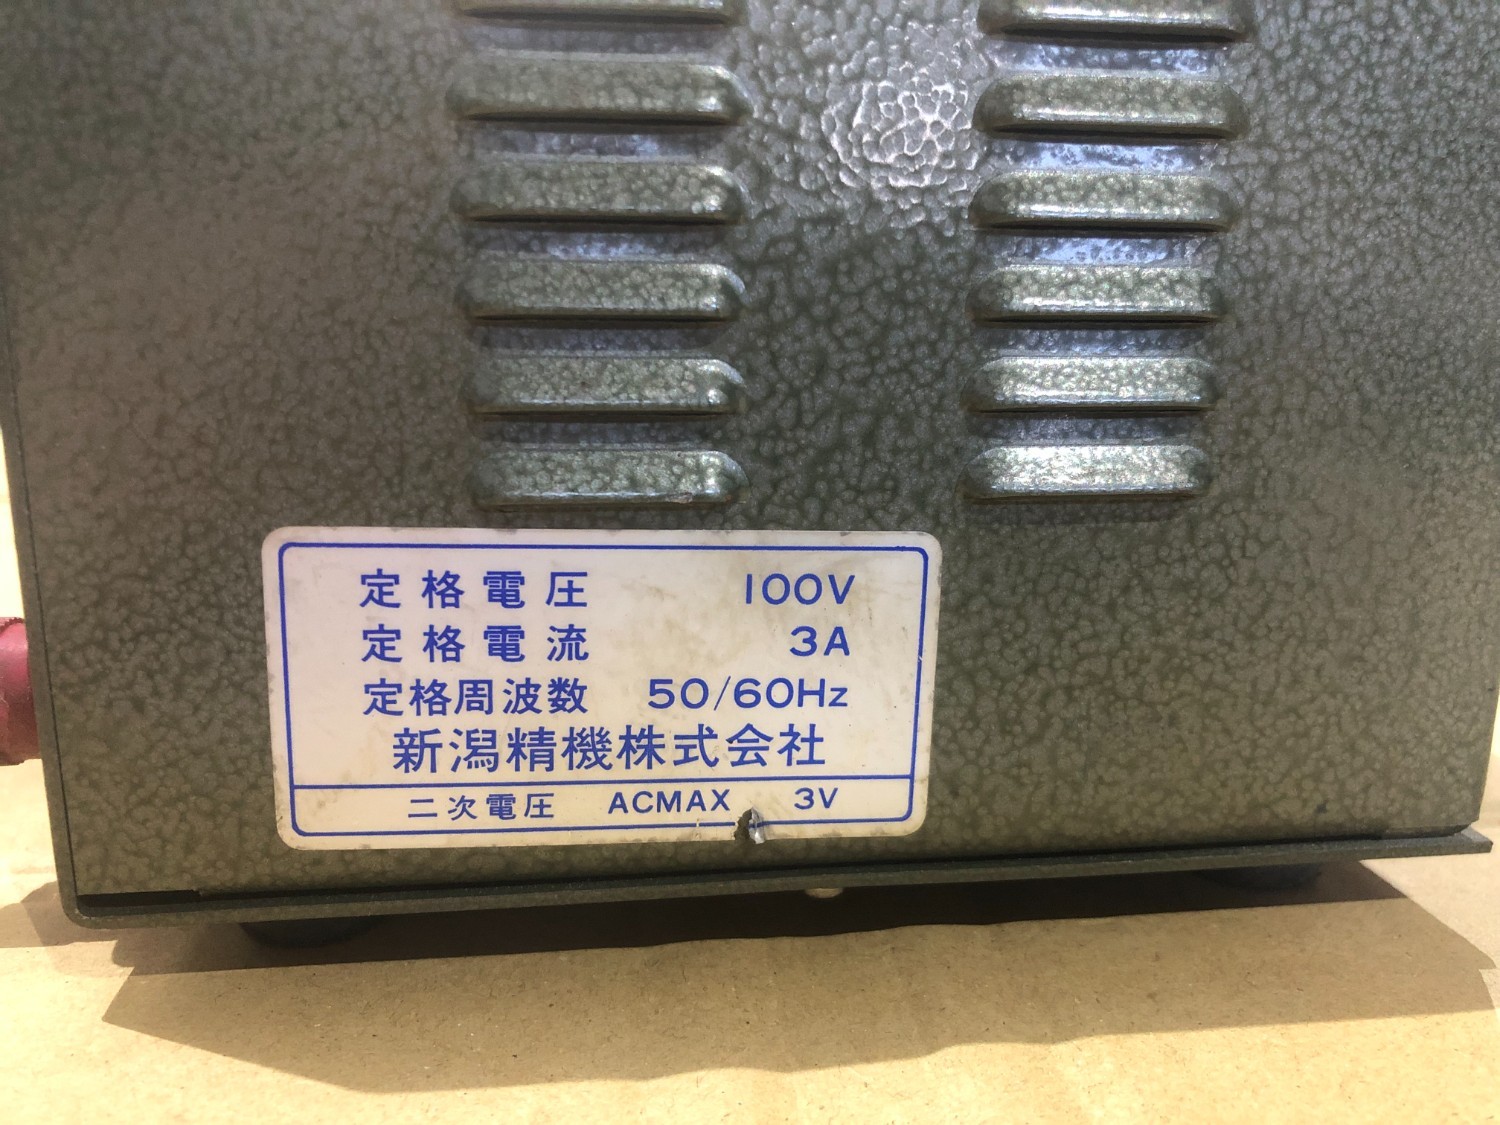 定格電圧 100V
定格電流 3A
定格周波数 50/60Hz
新潟精機株式会社
二次電圧 ACMAX 3V